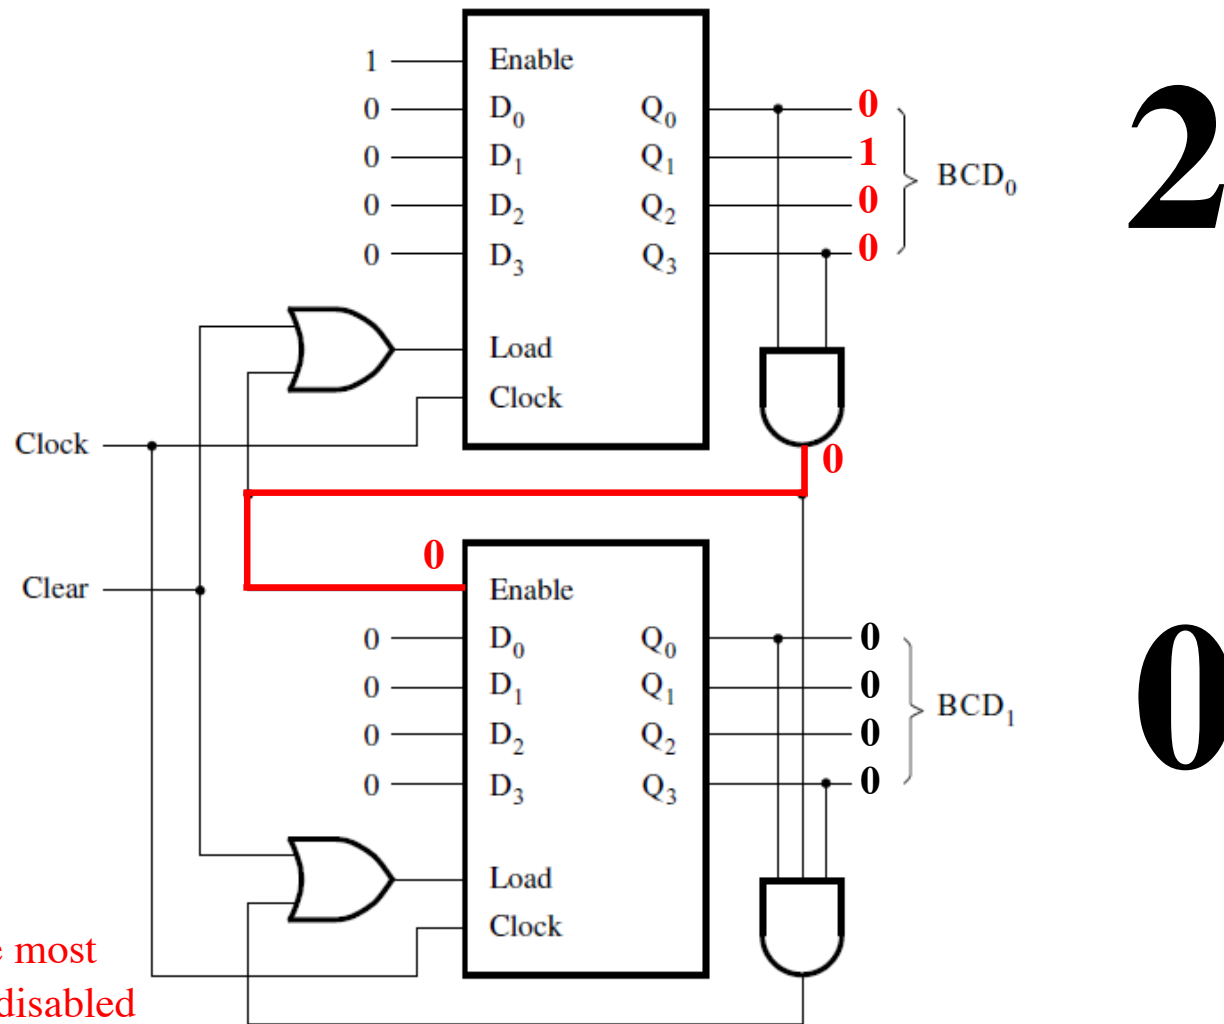 1 Enable
0 D0 Q0 0
0 D1 Q1 1
0 D2 Q2 0
0 D3 Q3 0
BCD0
2
Load
Clock
Clock
0
0
Clear
Enable
0 D0 Q0 0
0 D1 Q1 0
0 D2 Q2 0
0 D3 Q3 0
BCD1
0
Load
Clock
most
disabled